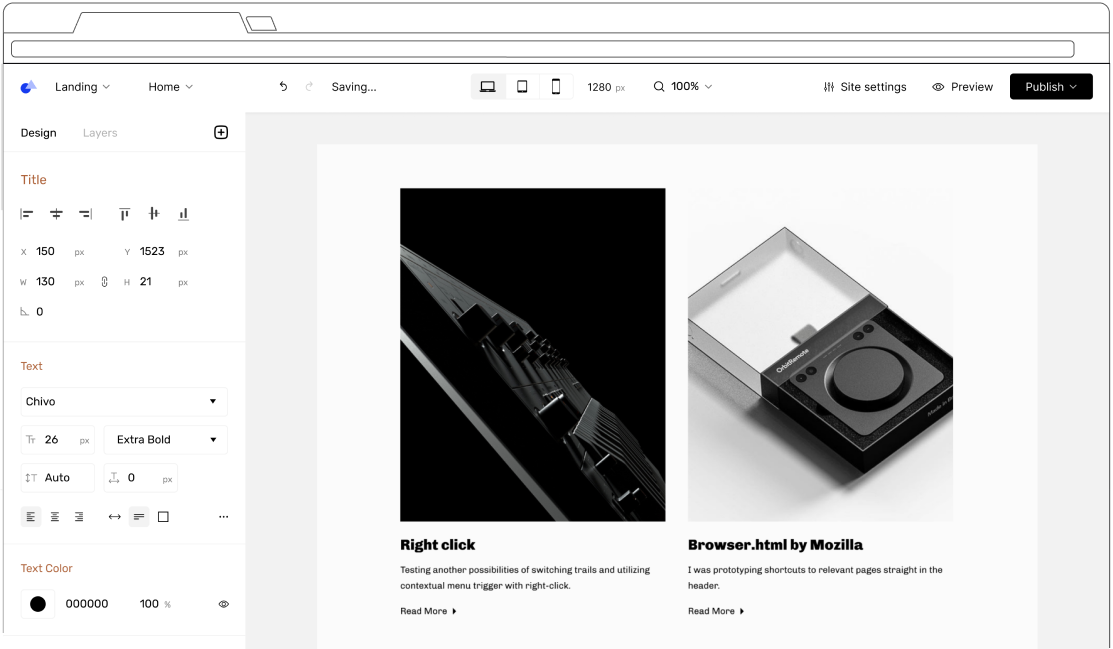 Landing
Home
Saving...
1280 px
100%
Site settings
Preview
Publish
Design
Layers
Title
X 150 px
Y 1523 px
W 130 px
H 21 px
0
Text
Chivo
Tr 26 px
Extra Bold
Auto
0 px
Text Color
000000
100 %
OrbitRemote
Right click
Testing another possibilities of switching trails and utilizing
contextual menu trigger with right-click.
Read More
Browser.html by Mozilla
I was prototyping shortcuts to relevant pages straight in the
header.
Read More